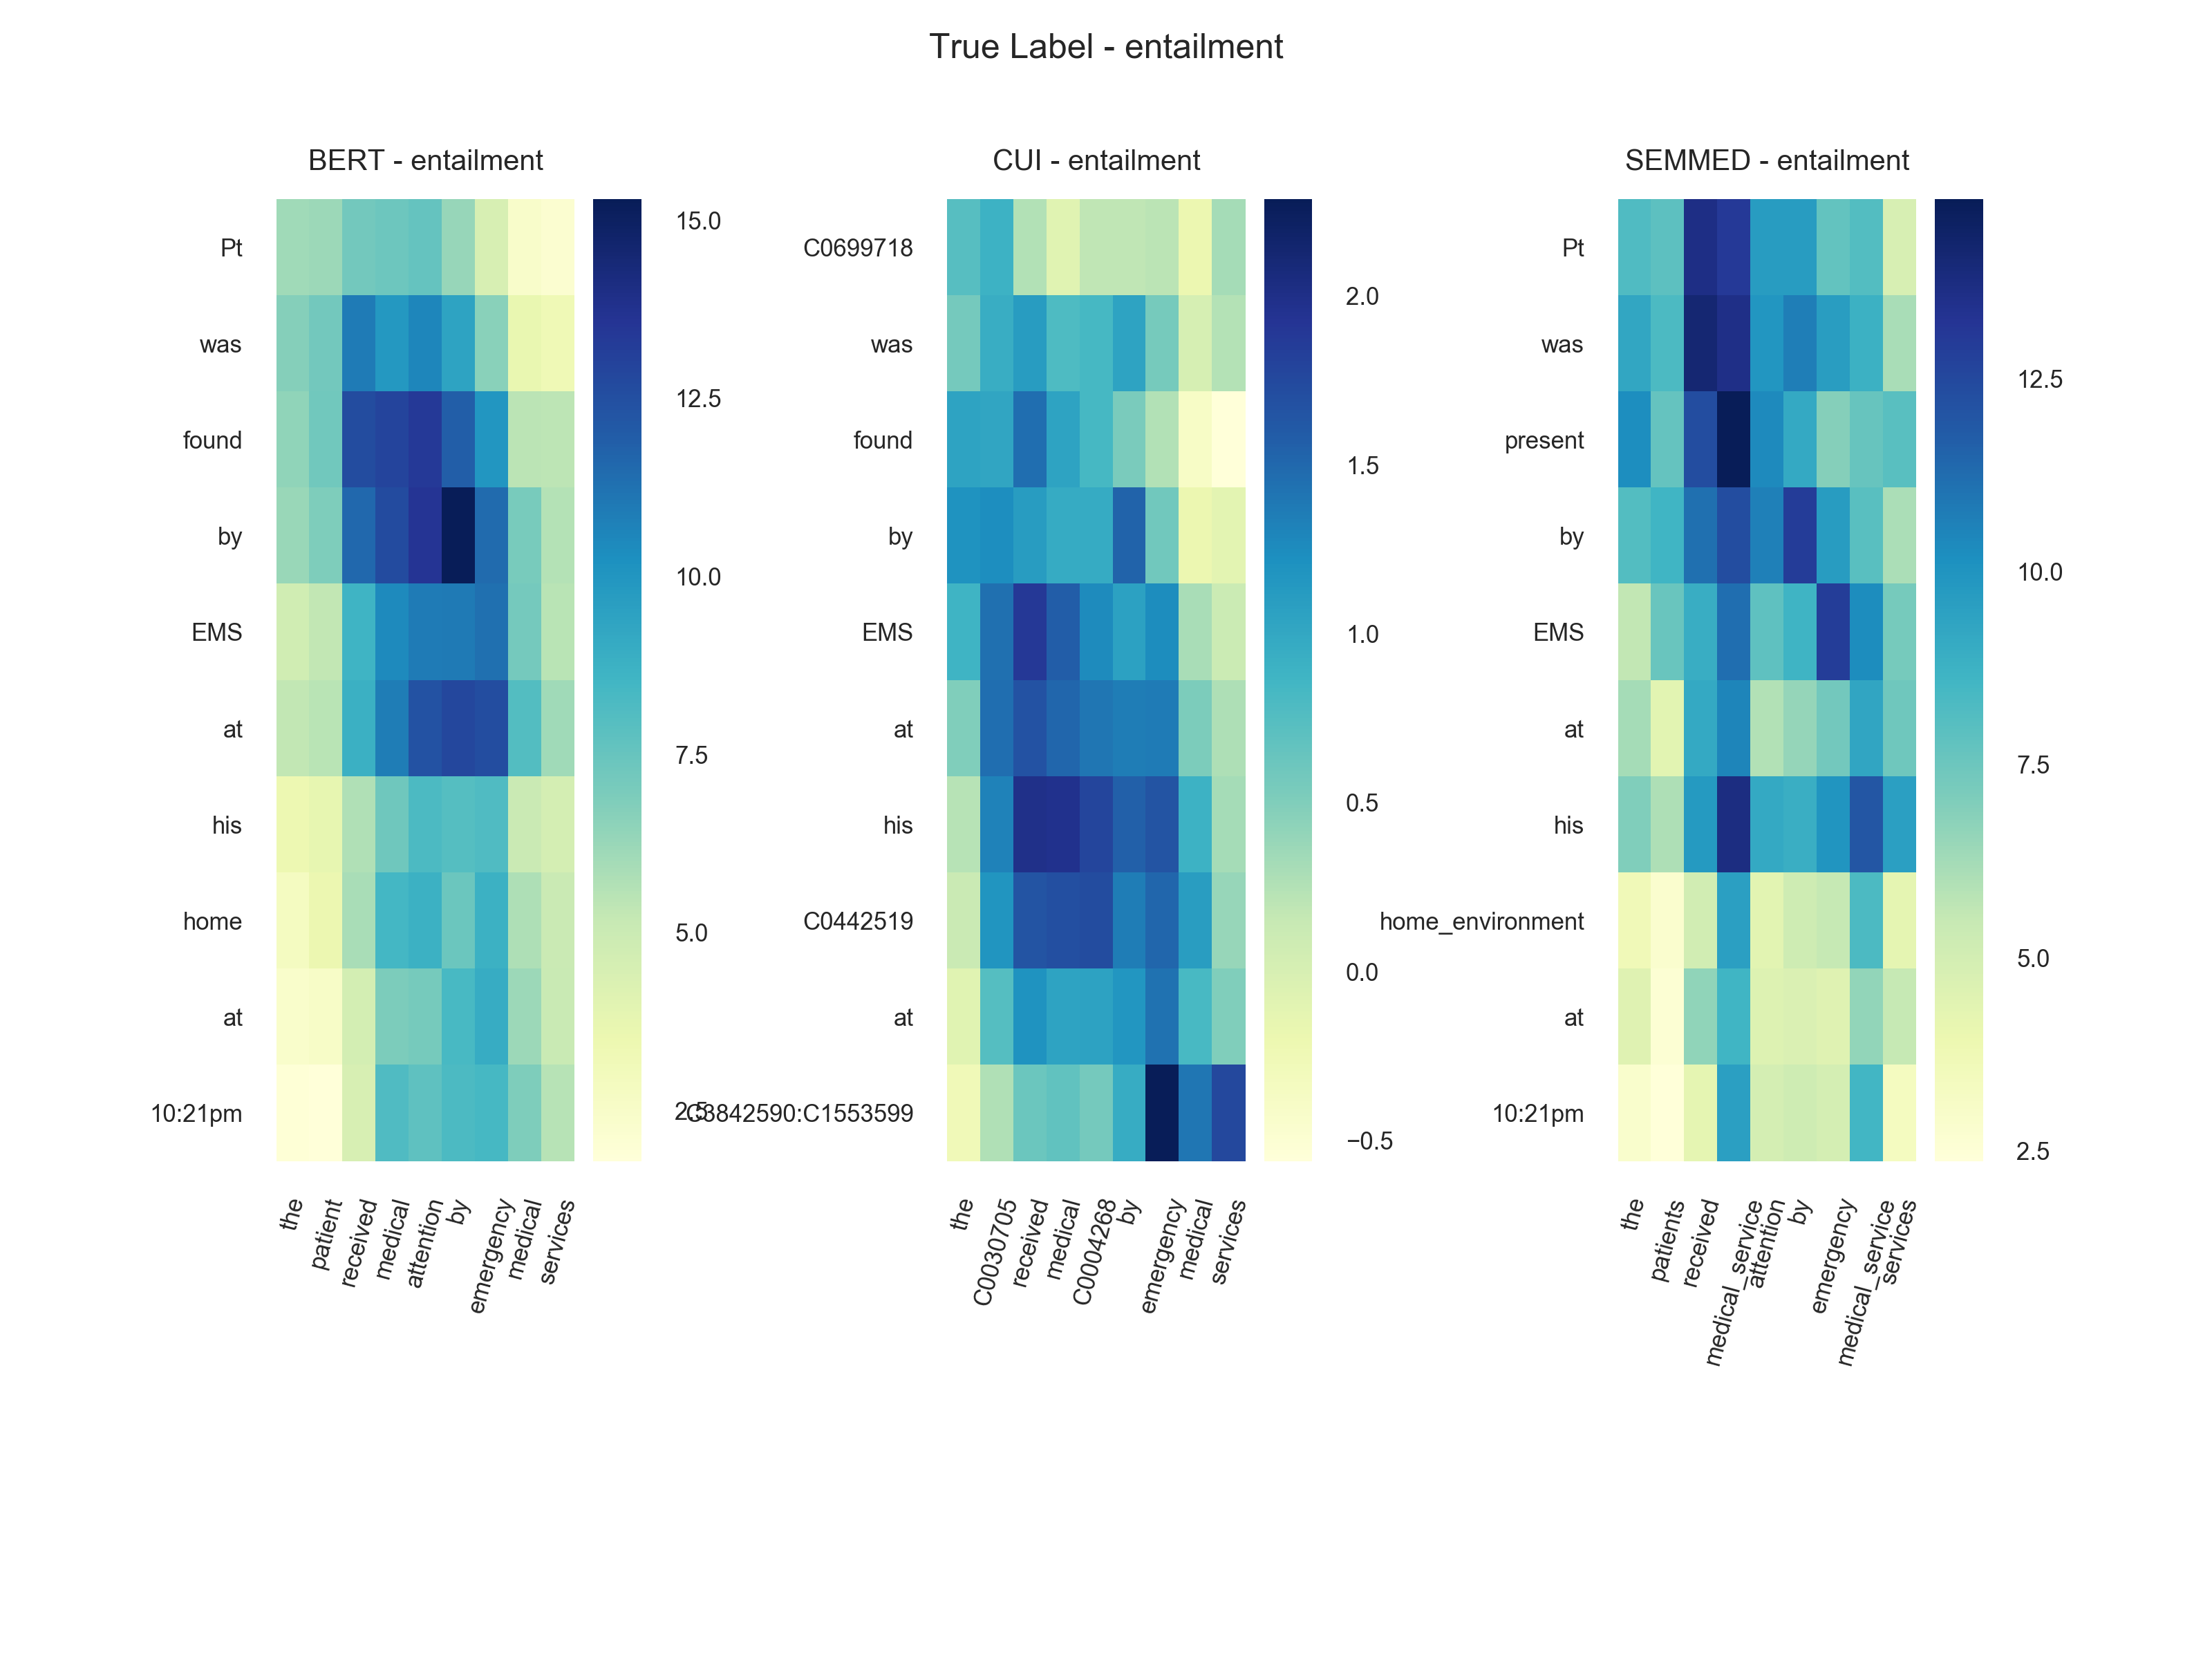 True Label - entailment
BERT - entailment
Pt
was
found
by
EMS
at
his
home
at
10:21pm
the
patient
received
medical
attention
by
emergency
medical
services
15.0
12.5
10.0
7.5
5.0
2.5
CUI - entailment
C0699718
was
found
by
EMS
at
his
C0442519
at
C3842590:C1553599
the
C0030705
received
medical
C0004268
by
emergency
medical
services
2.0
1.5
1.0
0.5
0.0
−0.5
SEMMED - entailment
Pt
was
present
by
EMS
at
his
home_environment
at
10:21pm
the
patients
received
medical_service
attention
by
emergency
medical_service
services
12.5
10.0
7.5
5.0
2.5